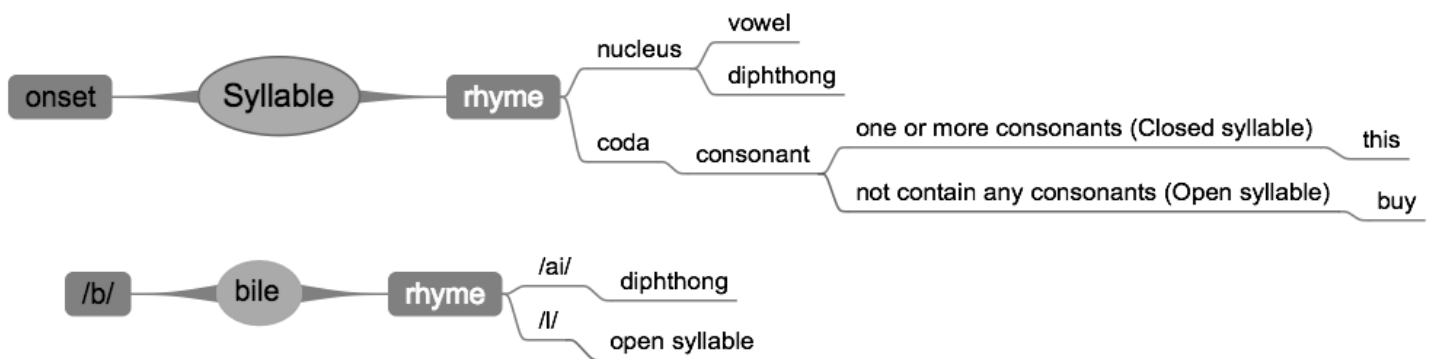 onset
Syllable
rhyme
nucleus
vowel
diphthong
coda
consonant
one or more consonants (Closed syllable)
this
not contain any consonants (Open syllable)
buy
/b/
bile
rhyme
/ai/
diphthong
/l/
open syllable